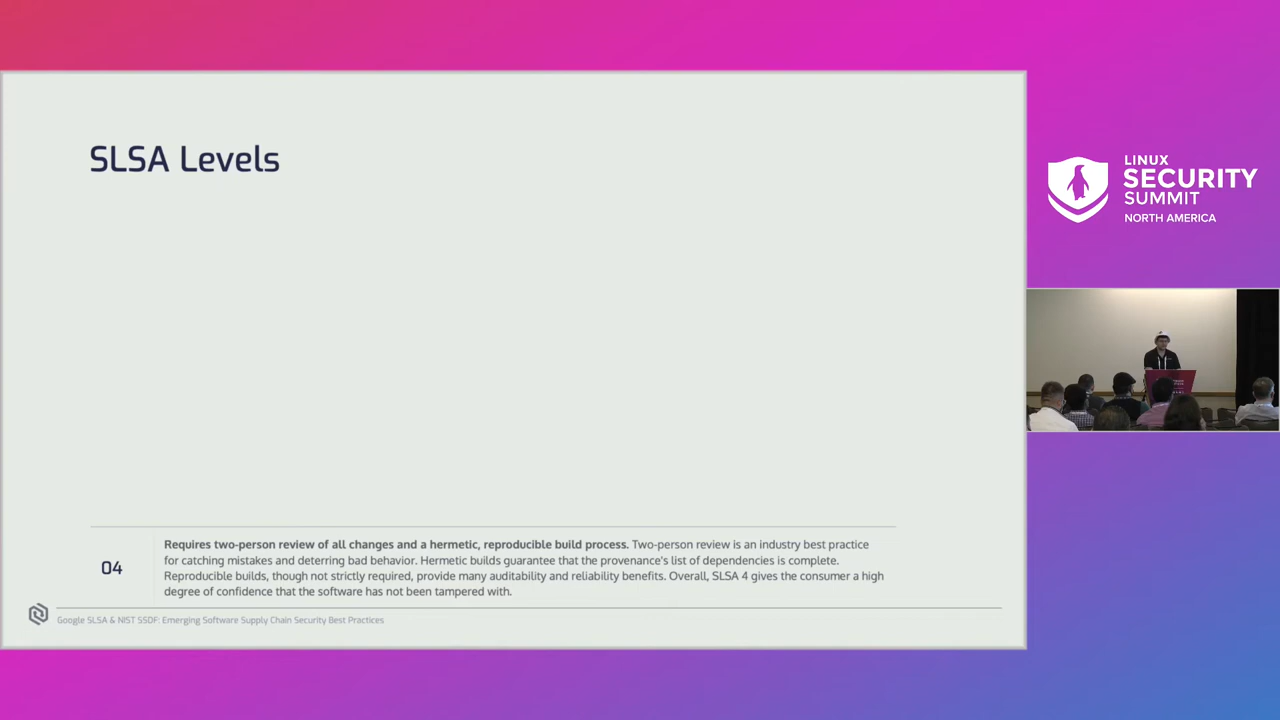 SLSA Levels
04
Requires two-person review of all changes and a hermetic, reproducible build process. Two-person review is an industry best practice
for catching mistakes and deterring bad behavior. Hermetic builds guarantee that the provenance's list of dependencies is complete.
Reproducible builds, though not strictly required, provide many auditability and reliability benefits. Overall, SLSA 4 gives the consumer a high
degree of confidence that the software has not been tampered with.
Google SLSA & NIST SSDF: Emerging Software Supply Chain Security Best Practices
LINUX
SECURITY
SUMMIT
NORTH AMERICA